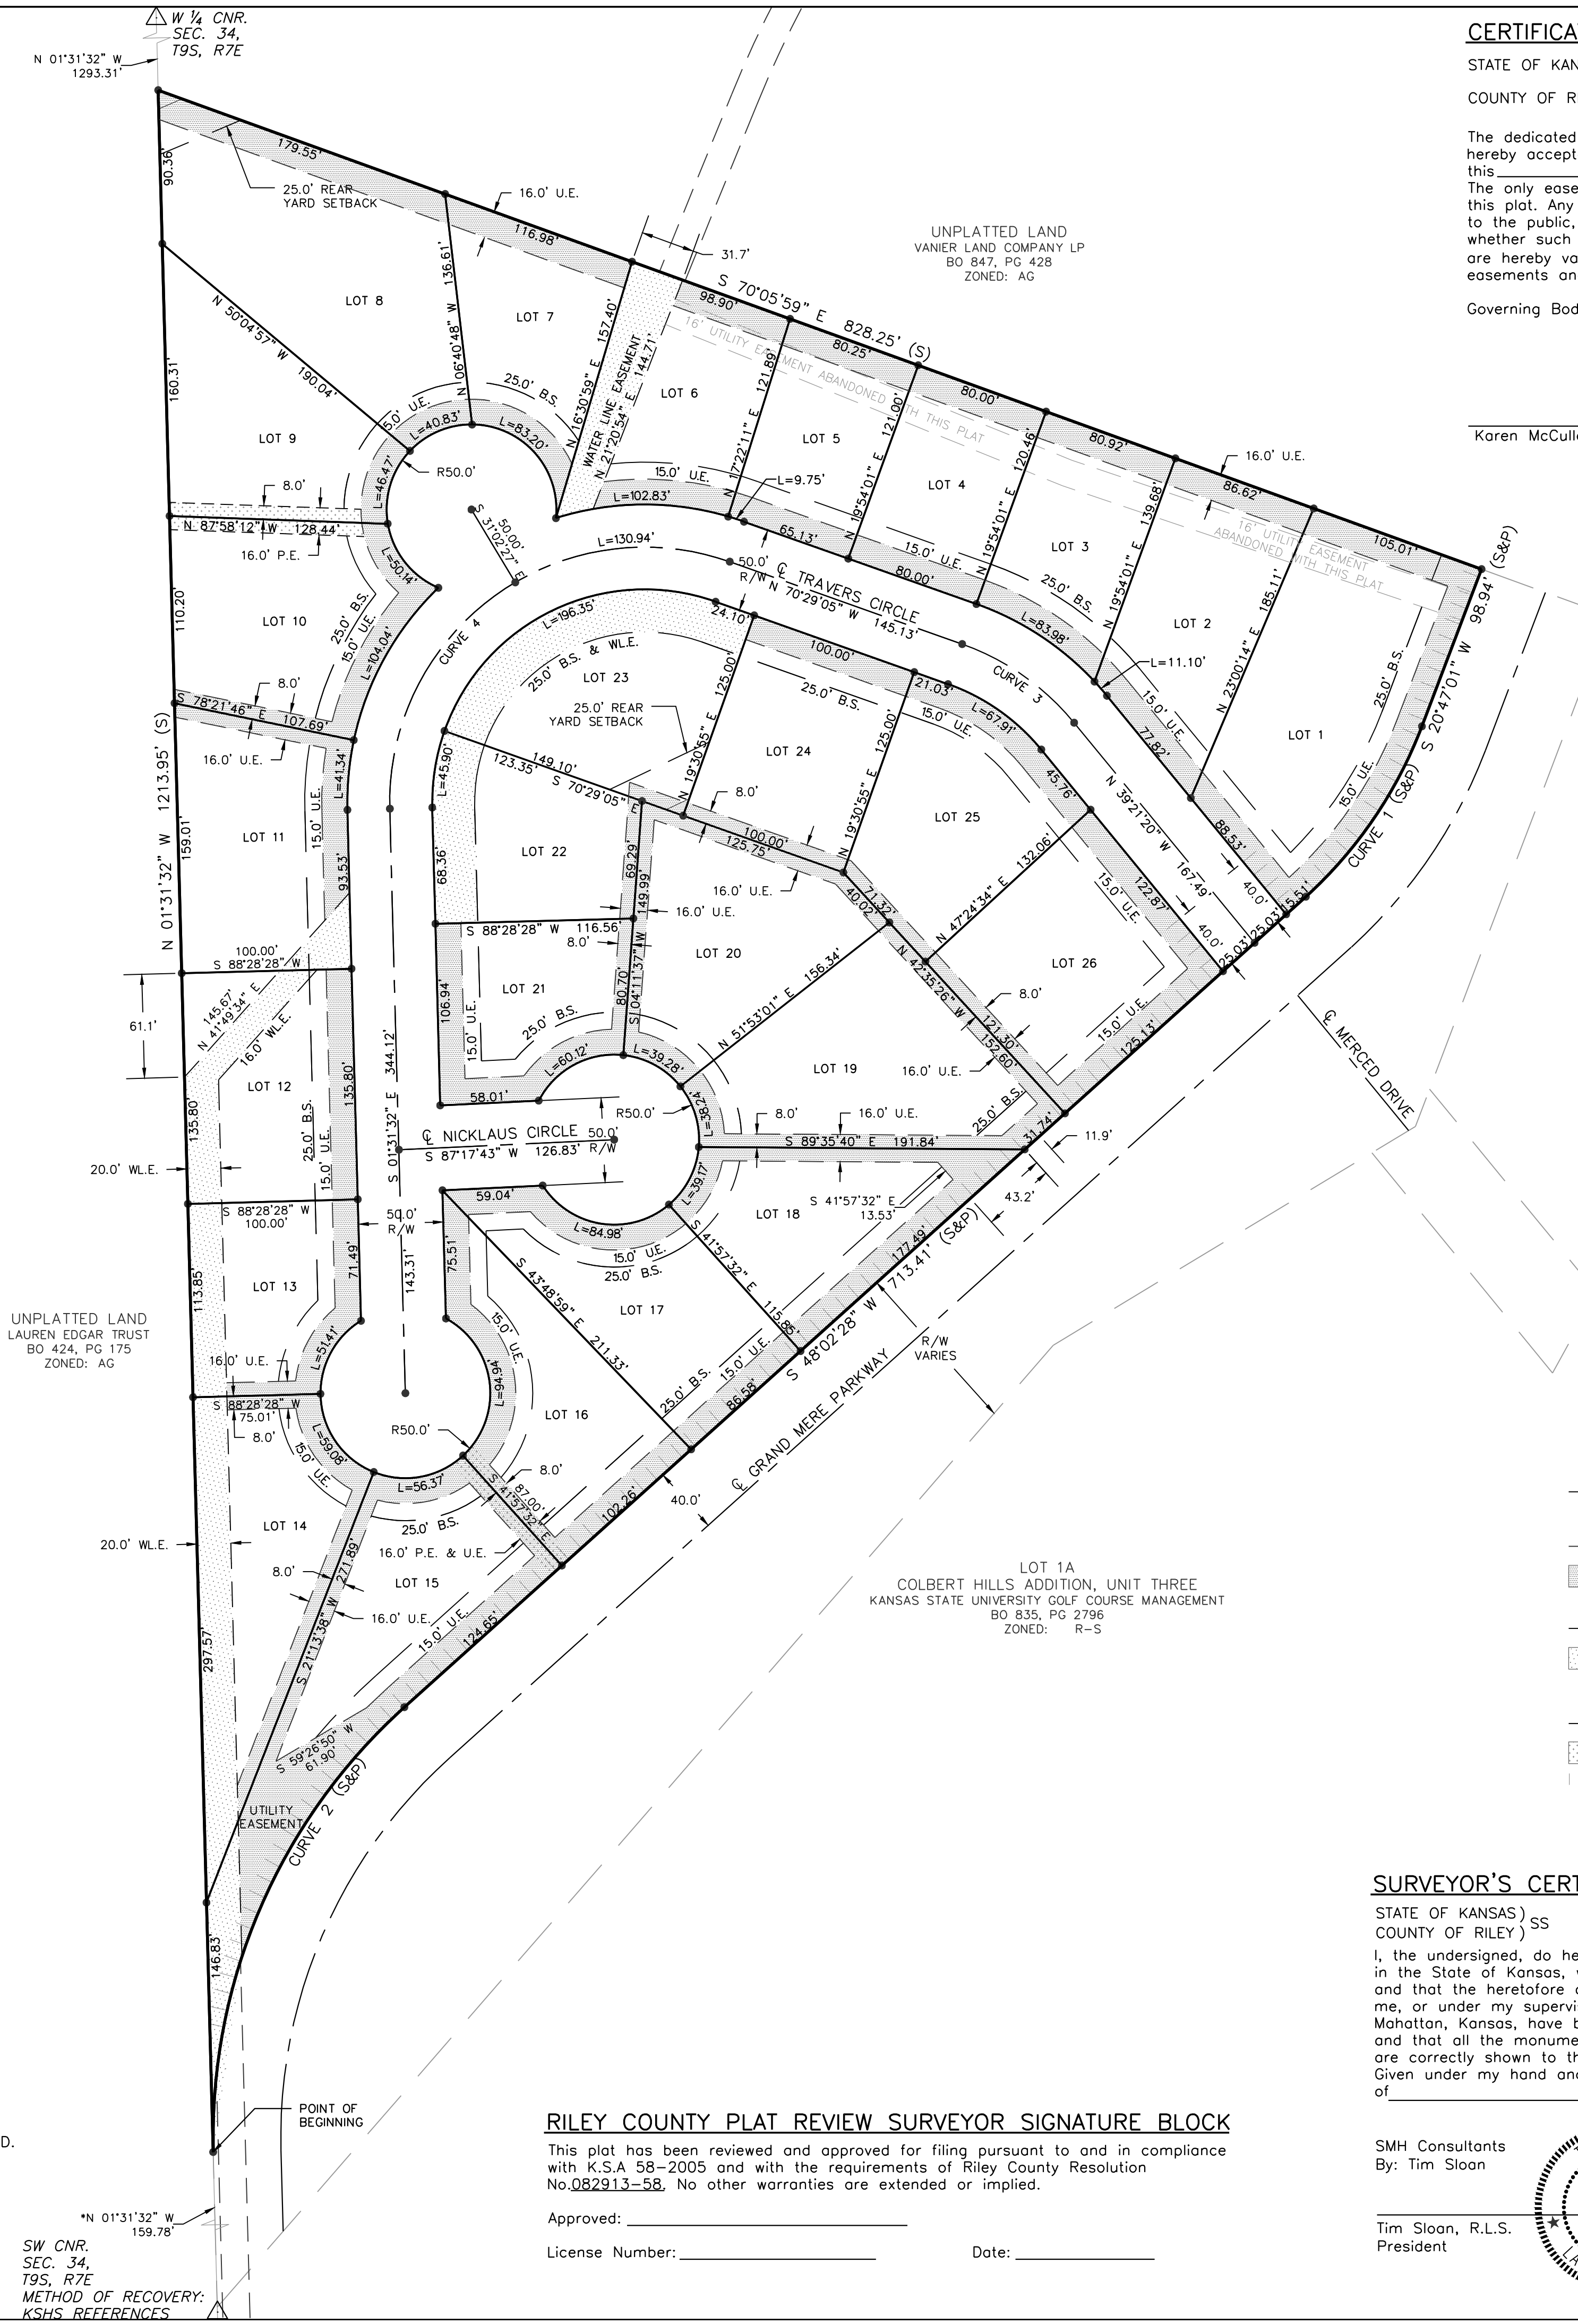 W ¼ CNR.
SEC. 34,
T9S, R7E
N 01°31'32" W
1293.31'
CERTIFICA
STATE OF KAN
COUNTY OF R
The dedicated
hereby accept
this
The only ease
this plat. Any
to the public,
whether such
are hereby va
easements an
Governing Bod
Karen McCull
179.55'
90.36'
25.0' REAR
YARD SETBACK
16.0' U.E.
116.98'
136.61'
31.7'
UNPLATTED LAND
VANIER LAND COMPANY LP
BO 847, PG 428
ZONED: AG
S 70°05'59" E 828.25' (S)
98.90'
80.25'
80.00'
80.92'
86.62'
105.01'
16.0' U.E.
(S&P)
16' UTILITY EASEMENT ABANDONED WITH THIS PLAT
16' UTILITY EASEMENT
ABANDONED WITH THIS PLAT
LOT 8
LOT 7
LOT 6
LOT 5
LOT 4
LOT 3
LOT 2
LOT 1
N 50°04'57" W 190.04'
N 06°40'48" W
N 16°30'59" E 157.40'
WATER LINE EASEMENT
N 21°20'54" E 144.71'
N 17°22'11" E 121.89'
N 19°54'01" E 121.00'
N 19°54'01" E 120.46'
N 19°54'01" E 139.68'
N 23°00'14" E 185.11'
S 20°47'01" W 98.94'
160.31'
LOT 9
15.0' U.E.
25.0' B.S.
L=40.83'
L=83.20'
L=46.47'
R50.0'
8.0'
N 87°58'12" W 128.44'
16.0' P.E.
L=50.14'
50.00'
S 31°02'27" E
15.0' U.E.
L=102.83'
L=9.75'
65.13'
15.0' U.E.
80.00'
25.0' B.S.
L=83.98'
L=11.10'
15.0' U.E.
77.82'
88.53'
25.0' B.S.
15.0' U.E.
L=130.94'
50.0'
R/W
℄ TRAVERS CIRCLE
N 70°29'05" W 145.13'
CURVE 3
N 39°21'20" W 167.49'
CURVE 1 (S&P)
110.20'
LOT 10
25.0' B.S.
15.0' U.E.
L=104.04'
CURVE 4
L=196.35'
24.10'
100.00'
21.03'
L=67.91'
45.76'
122.87'
25.0' B.S. & WL.E.
LOT 23
25.0' REAR
YARD SETBACK
125.00'
N 19°30'55" E
LOT 24
25.0' B.S.
15.0' U.E.
125.00'
N 19°30'55" E
LOT 25
N 47°24'34" E 132.06'
15.0' U.E.
40.0'
40.0'
15.51'
25.03'
25.03'
S 78°21'46" E 107.69'
8.0'
16.0' U.E.
L=41.34'
N 01°31'32" W 1213.95' (S)
159.01'
LOT 11
15.0' U.E.
93.53'
L=45.90'
149.10'
123.35'
S 70°29'05" E
8.0'
100.00'
125.75'
16.0' U.E.
LOT 22
68.36'
69.29'
149.99'
16.0' U.E.
71.32'
40.02'
S 88°28'28" W 116.56'
8.0'
LOT 20
LOT 26
100.00'
S 88°28'28" W
61.1'
145.67'
N 41°49'34" E
16.0' WL.E.
LOT 12
135.80'
135.80'
25.0' B.S.
15.0' U.E.
20.0' WL.E.
344.12'
S 01°31'32" E
106.94'
LOT 21
15.0' U.E.
25.0' B.S.
80.70'
S 04°11'37" W
N 51°53'01" E 156.34'
N 42°35'26" W
8.0'
121.30'
152.60'
16.0' U.E.
15.0' U.E.
125.13'
℄ MERCED DRIVE
58.01'
L=60.12'
L=39.28'
R50.0'
L=38.24'
LOT 19
8.0'
16.0' U.E.
S 89°35'40" E 191.84'
25.0' B.S.
31.74'
11.9'
43.2'
℄ NICKLAUS CIRCLE
S 87°17'43" W 126.83'
50.0'
R/W
L=39.17'
LOT 18
S 41°57'32" E
13.53'
177.49'
S 48°02'28" W 713.41' (S&P)
S 88°28'28" W
100.00'
50.0'
R/W
59.04'
L=84.98'
15.0' U.E.
25.0' B.S.
S 41°57'32" E 115.85'
LOT 13
113.85'
71.49'
143.31'
75.51'
S 43°48'59" E 211.33'
LOT 17
R/W
VARIES
UNPLATTED LAND
LAUREN EDGAR TRUST
BO 424, PG 175
ZONED: AG
16.0' U.E.
L=51.41'
15.0' U.E.
L=94.94'
25.0' B.S.
15.0' U.E.
86.58'
S 88°28'28" W
75.01'
8.0'
L=59.08'
15.0' U.E.
R50.0'
LOT 16
L=56.37'
8.0'
87.00'
S 41°57'32" E
102.26'
40.0'
℄ GRAND MERE PARKWAY
LOT 14
25.0' B.S.
16.0' P.E. & U.E.
20.0' WL.E.
8.0'
271.89'
S 21°13'38" W
LOT 15
16.0' U.E.
15.0' U.E.
124.65'
LOT 1A
COLBERT HILLS ADDITION, UNIT THREE
KANSAS STATE UNIVERSITY GOLF COURSE MANAGEMENT
BO 835, PG 2796
ZONED: R-S
297.57'
S 59°26'50" W
61.90'
CURVE 2 (S&P)
UTILITY
EASEMENT
146.83'
POINT OF
BEGINNING
D.
*N 01°31'32" W
159.78'
SW CNR.
SEC. 34,
T9S, R7E
METHOD OF RECOVERY:
KSHS REFERENCES
RILEY COUNTY PLAT REVIEW SURVEYOR SIGNATURE BLOCK
This plat has been reviewed and approved for filing pursuant to and in compliance
with K.S.A 58-2005 and with the requirements of Riley County Resolution
No.082913-58. No other warranties are extended or implied.
Approved:
License Number: Date:
SURVEYOR'S CERT
STATE OF KANSAS)
COUNTY OF RILEY) SS
I, the undersigned, do he
in the State of Kansas,
and that the heretofore
me, or under my supervi
Mahattan, Kansas, have b
and that all the monume
are correctly shown to th
Given under my hand and
of
SMH Consultants
By: Tim Sloan
Tim Sloan, R.L.S.
President
LA